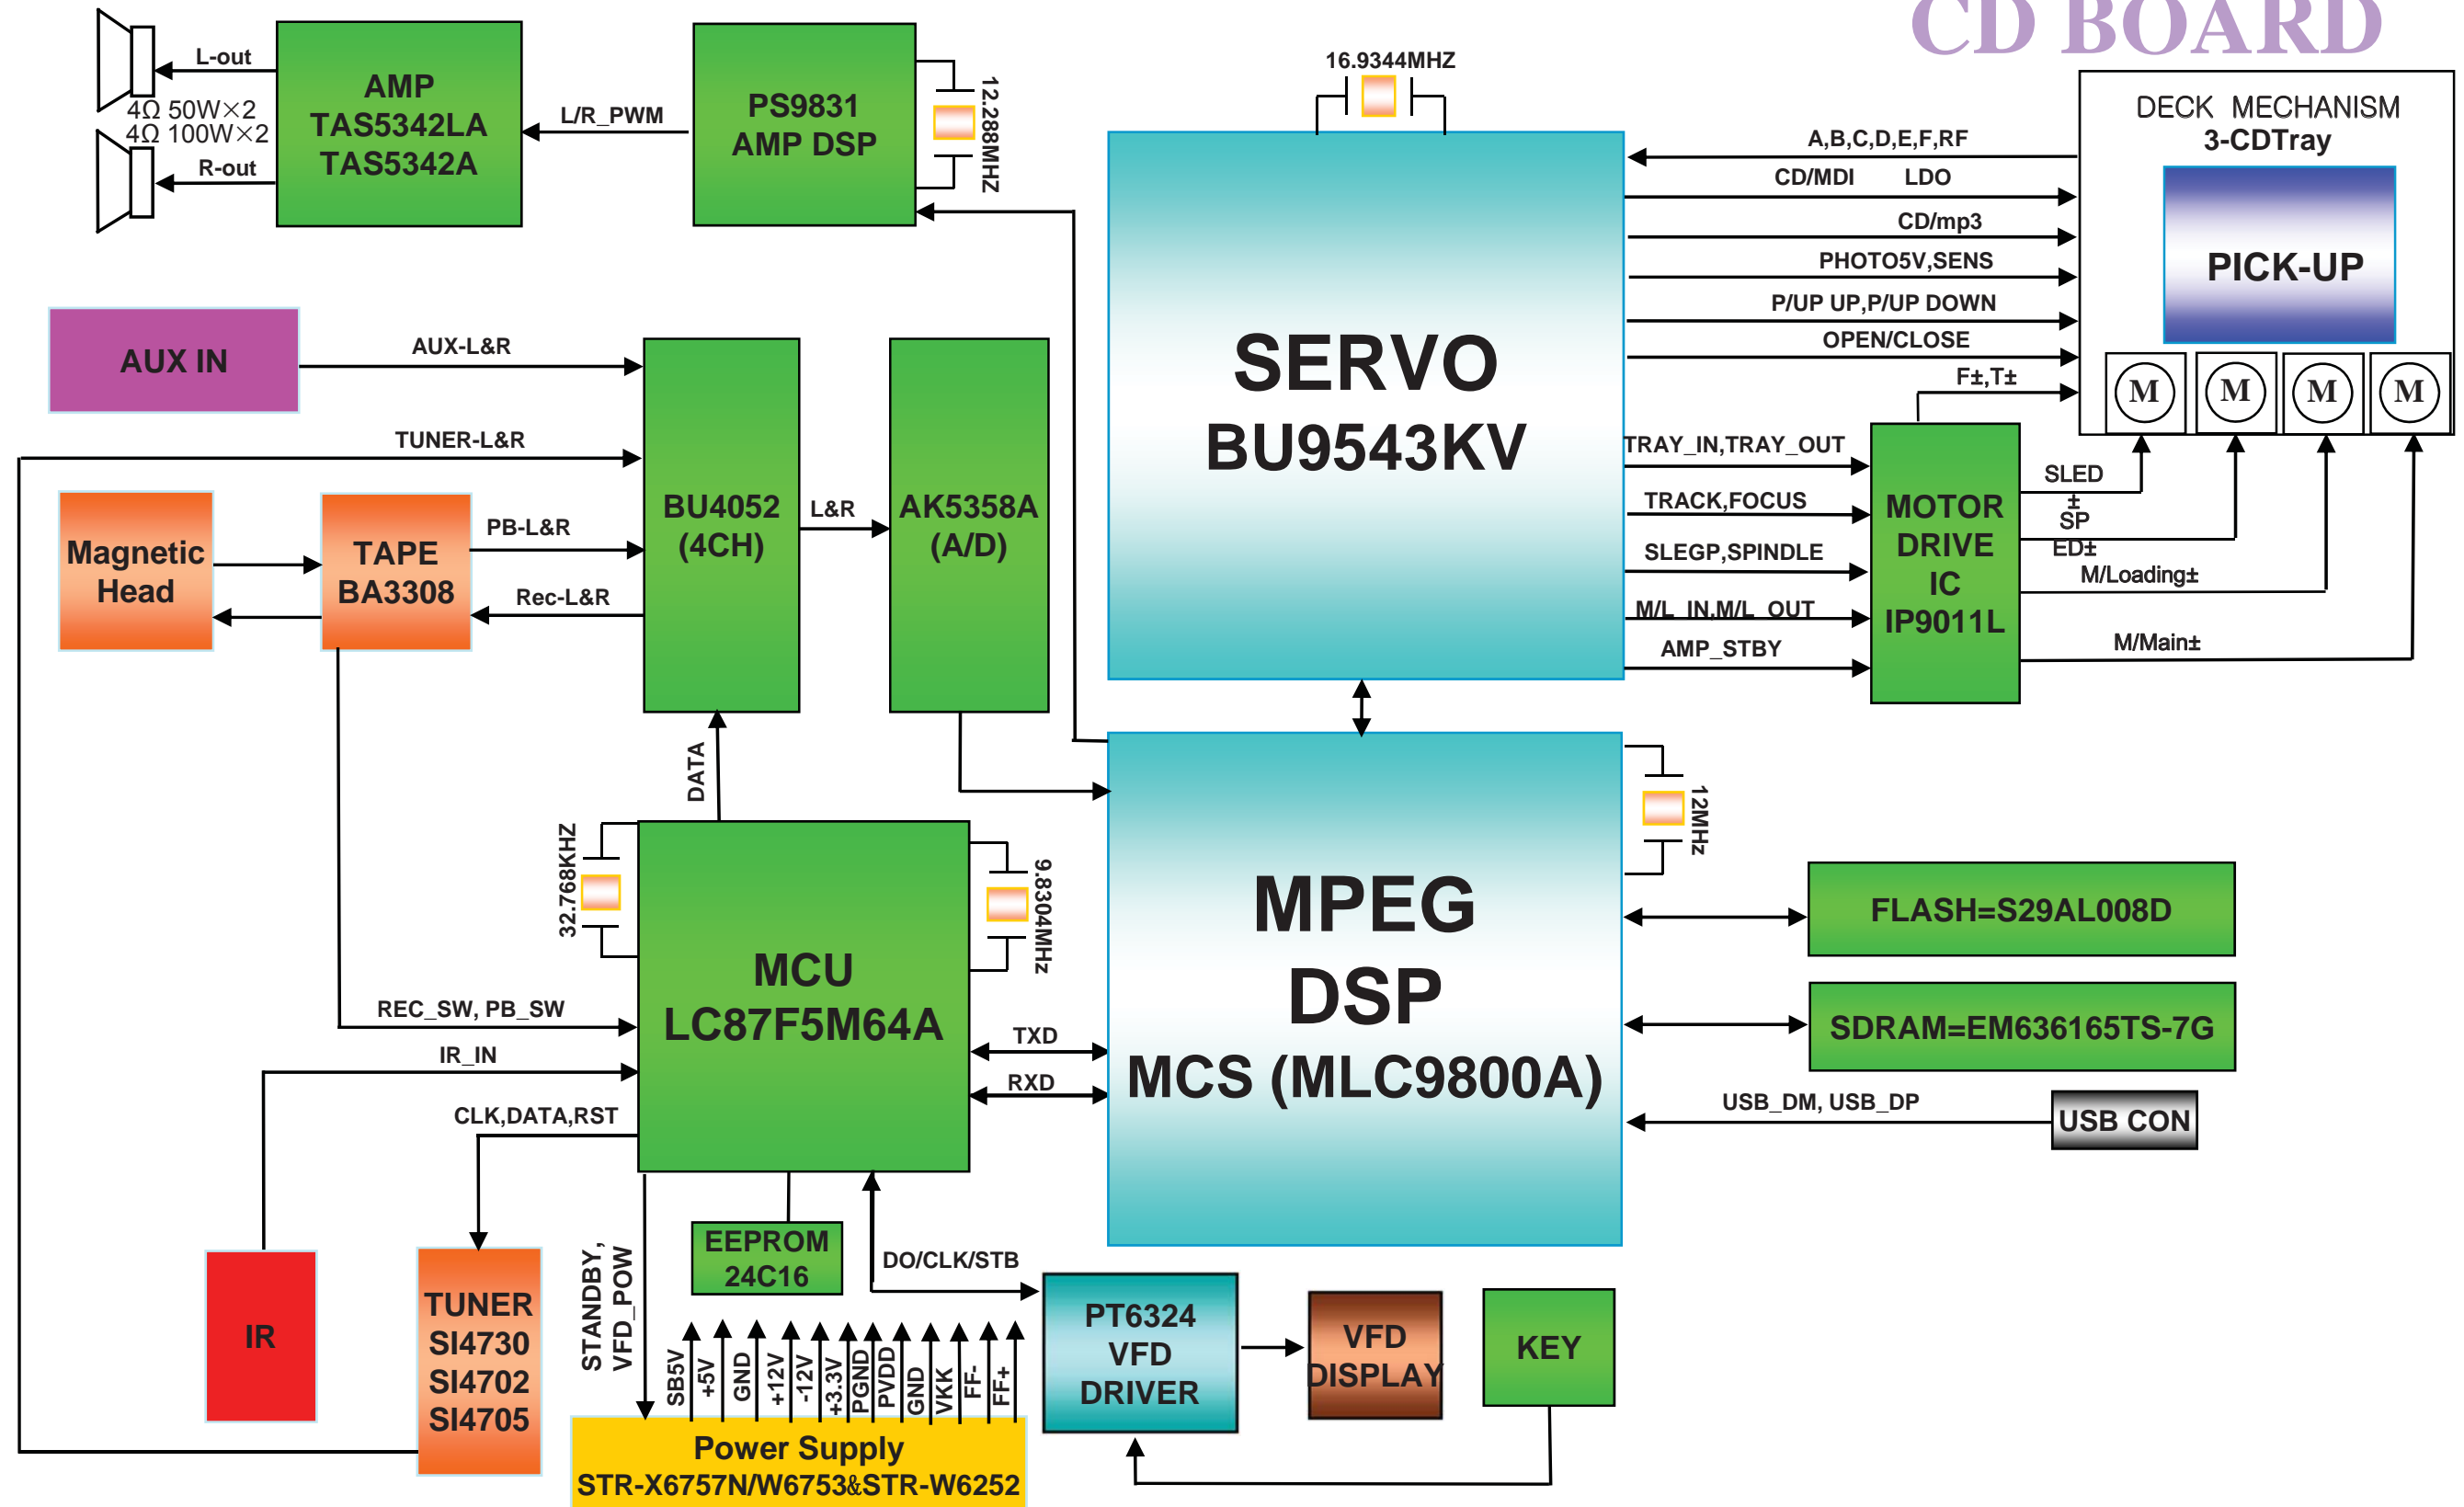 CD BOARD
L-out
4Ω 50W×2
4Ω 100W×2
R-out
AMP
TAS5342LA
TAS5342A
L/R_PWM
PS9831
AMP DSP
12.288MHZ
16.9344MHZ
SERVO
BU9543KV
A,B,C,D,E,F,RF
CD/MDI LDO
CD/mp3
PHOTO5V,SENS
P/UP UP,P/UP DOWN
OPEN/CLOSE
F±,T±
DECK MECHANISM
3-CDTray
PICK-UP
M M M M
TRAY_IN,TRAY_OUT
TRACK,FOCUS
SLEGP,SPINDLE
M/L_IN,M/L_OUT
AMP_STBY
MOTOR
DRIVE
IC
IP9011L
SLED
±
SP
ED±
M/Loading±
M/Main±
AUX IN
AUX-L&R
TUNER-L&R
Magnetic
Head
TAPE
BA3308
PB-L&R
Rec-L&R
BU4052
(4CH)
L&R
AK5358A
(A/D)
DATA
32.768KHZ
9.8304MHz
MCU
LC87F5M64A
REC_SW, PB_SW
IR_IN
CLK,DATA,RST
TXD
RXD
MPEG
DSP
MCS (MLC9800A)
12MHz
FLASH=S29AL008D
SDRAM=EM636165TS-7G
USB_DM, USB_DP
USB CON
IR
TUNER
SI4730
SI4702
SI4705
STANDBY,
VFD_POW
EEPROM
24C16
DO/CLK/STB
PT6324
VFD
DRIVER
VFD
DISPLAY
KEY
SB5V
+5V
GND
+12V
-12V
+3.3V
PGND
PVDD
GND
VKK
FF-
FF+
Power Supply
STR-X6757N/W6753&STR-W6252